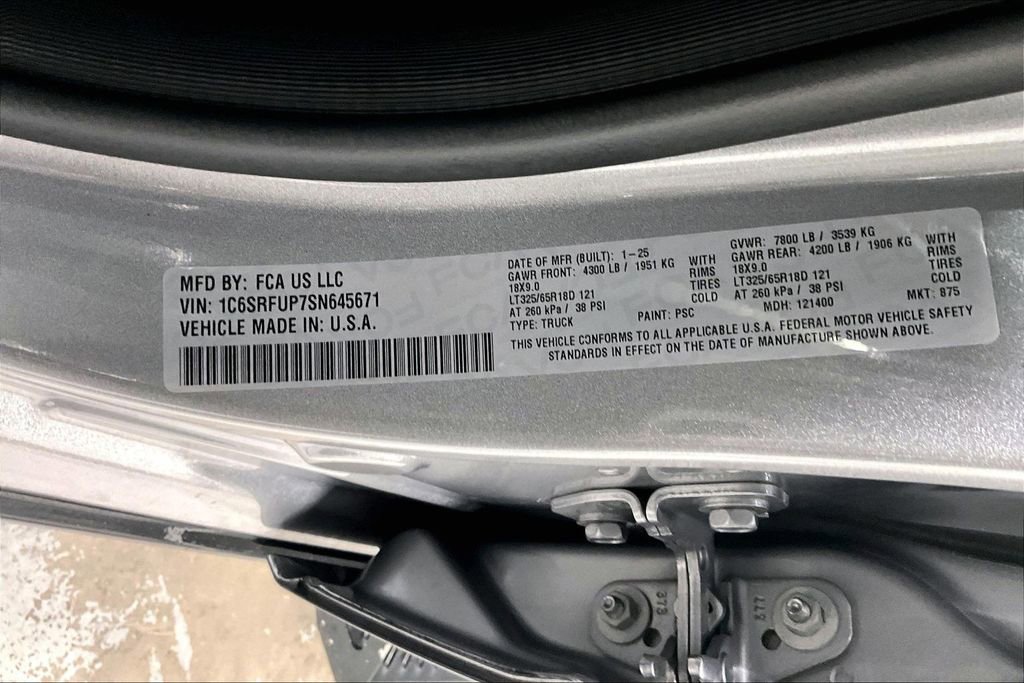 MFD BY: FCA US LLC
VIN: 1C6SRFUP7SN645671
VEHICLE MADE IN: U.S.A.
DATE OF MFR (BUILT): 1-25
GAWR FRONT: 4300 LB / 1951 KG WITH
18X9.0 RIMS
LT325/65R18D 121 TIRES
AT 260 kPa / 38 PSI COLD
TYPE: TRUCK PAINT: PSC
GVWR: 7800 LB / 3539 KG
GAWR REAR: 4200 LB / 1906 KG WITH
18X9.0 RIMS
LT325/65R18D 121 TIRES
AT 260 kPa / 38 PSI COLD
MDH: 121400 MKT: 875
THIS VEHICLE CONFORMS TO ALL APPLICABLE U.S.A. FEDERAL MOTOR VEHICLE SAFETY
STANDARDS IN EFFECT ON THE DATE OF MANUFACTURE SHOWN ABOVE.
373